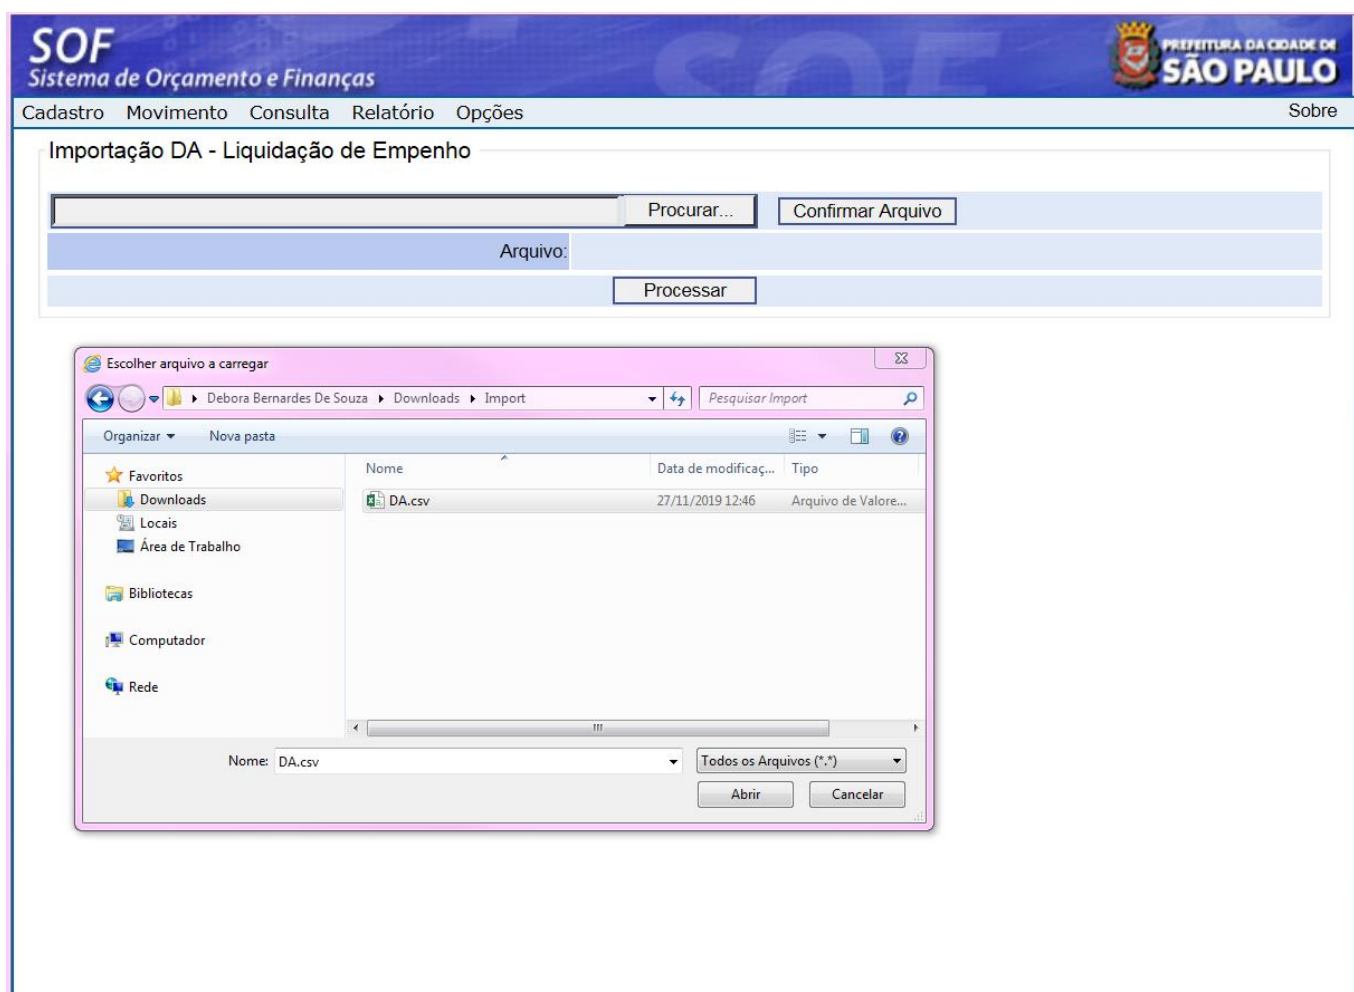 SOF
Sistema de Orçamento e Finanças
PREFEITURA DA CIDADE DE
SÃO PAULO
Cadastro Movimento Consulta Relatório Opções Sobre
Importação DA - Liquidação de Empenho
Procurar... Confirmar Arquivo
Arquivo:
Processar
Escolher arquivo a carregar
Debora Bernardes De Souza Downloads Import Pesquisar Import
Organizar Nova pasta
Nome Data de modificaç... Tipo
Favoritos
Downloads
DA.csv 27/11/2019 12:46 Arquivo de Valore...
Locais
Área de Trabalho
Bibliotecas
Computador
Rede
Nome: DA.csv Todos os Arquivos (*.*)
Abrir Cancelar